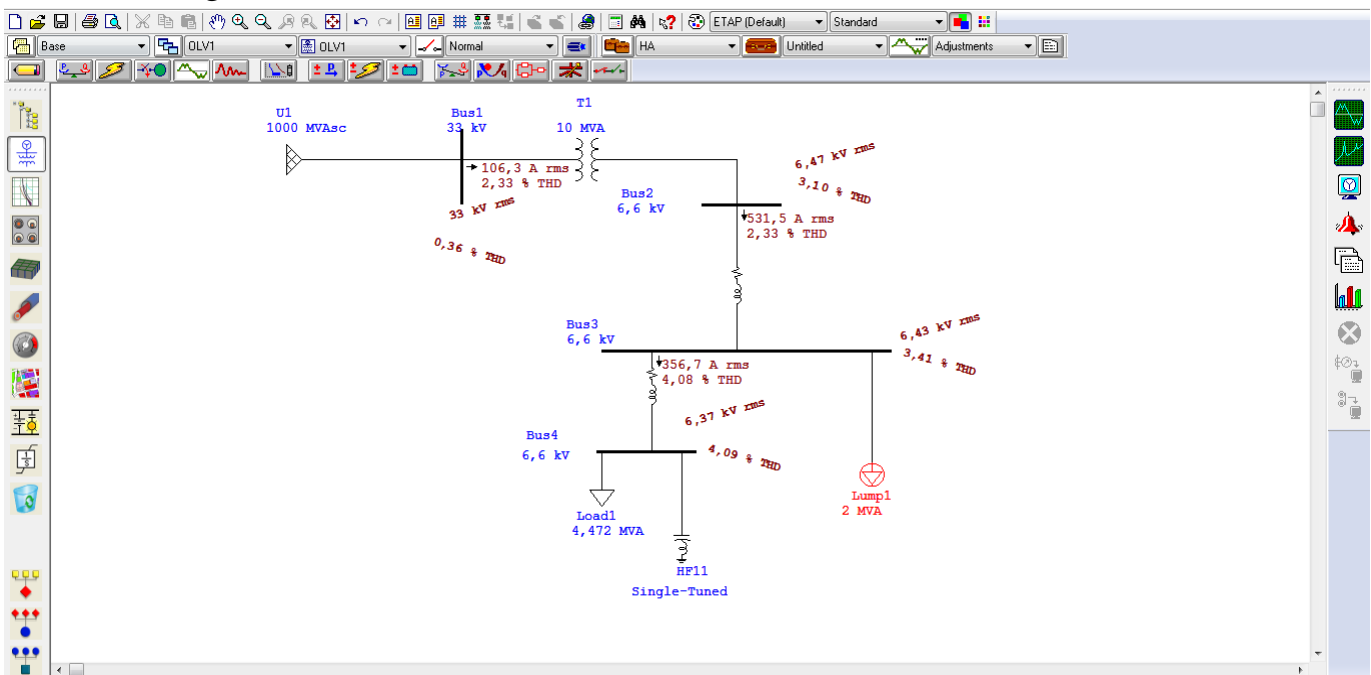 ETAP (Default)
Standard
Base
OLV1
OLV1
Normal
HA
Untitled
Adjustments
U1
1000 MVAsc
Bus1
33 kV
T1
10 MVA
106,3 A rms
2,33 % THD
33 kV rms
0,36 % THD
6,47 kV rms
3,10 % THD
Bus2
6,6 kV
531,5 A rms
2,33 % THD
Bus3
6,6 kV
6,43 kV rms
3,41 % THD
356,7 A rms
4,08 % THD
6,37 kV rms
Bus4
6,6 kV
4,09 % THD
Load1
4,472 MVA
Lump1
2 MVA
HF11
Single-Tuned